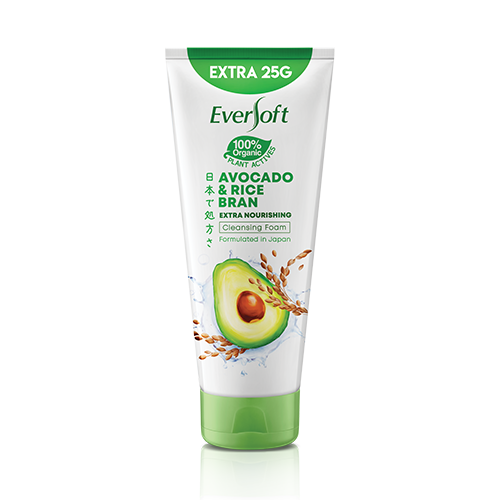 EXTRA 25G
EverSoft
100%
Organic
PLANT ACTIVES
日本で処方さ
AVOCADO
& RICE
BRAN
EXTRA NOURISHING
Cleansing Foam
Formulated in Japan